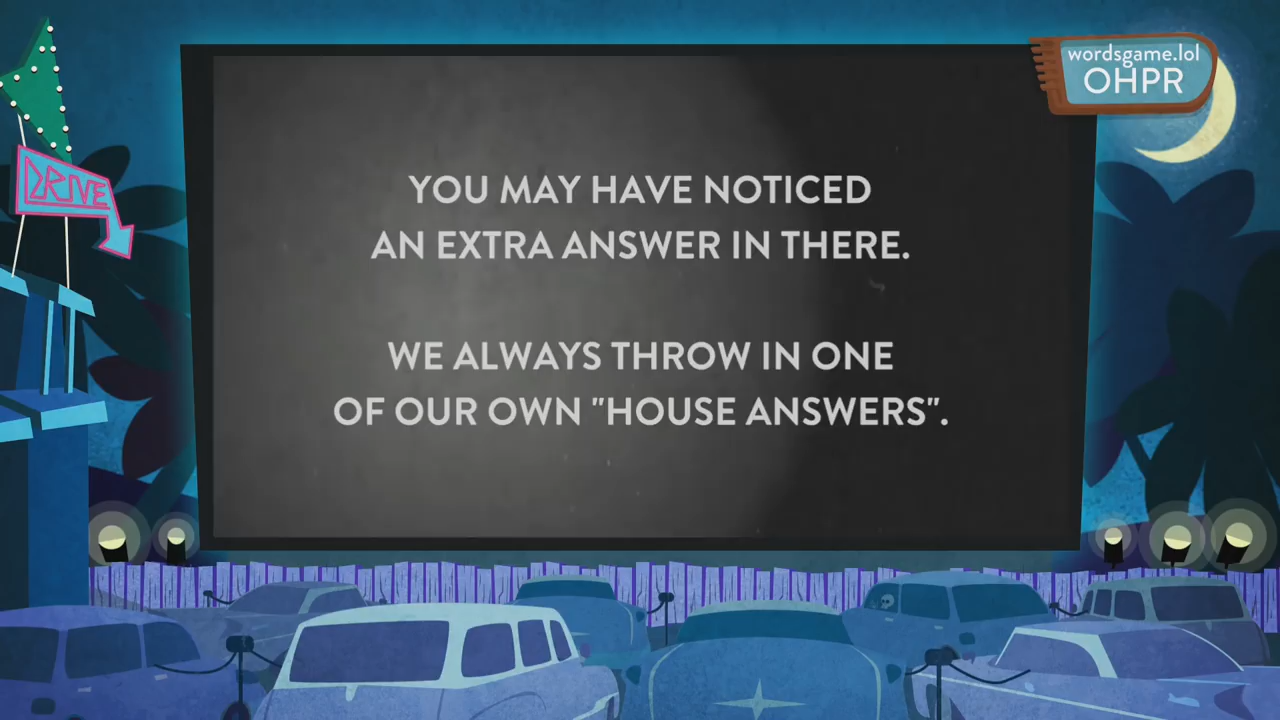 wordsgame.lol
OHPR
DRIVE
YOU MAY HAVE NOTICED
AN EXTRA ANSWER IN THERE.
WE ALWAYS THROW IN ONE
OF OUR OWN "HOUSE ANSWERS".